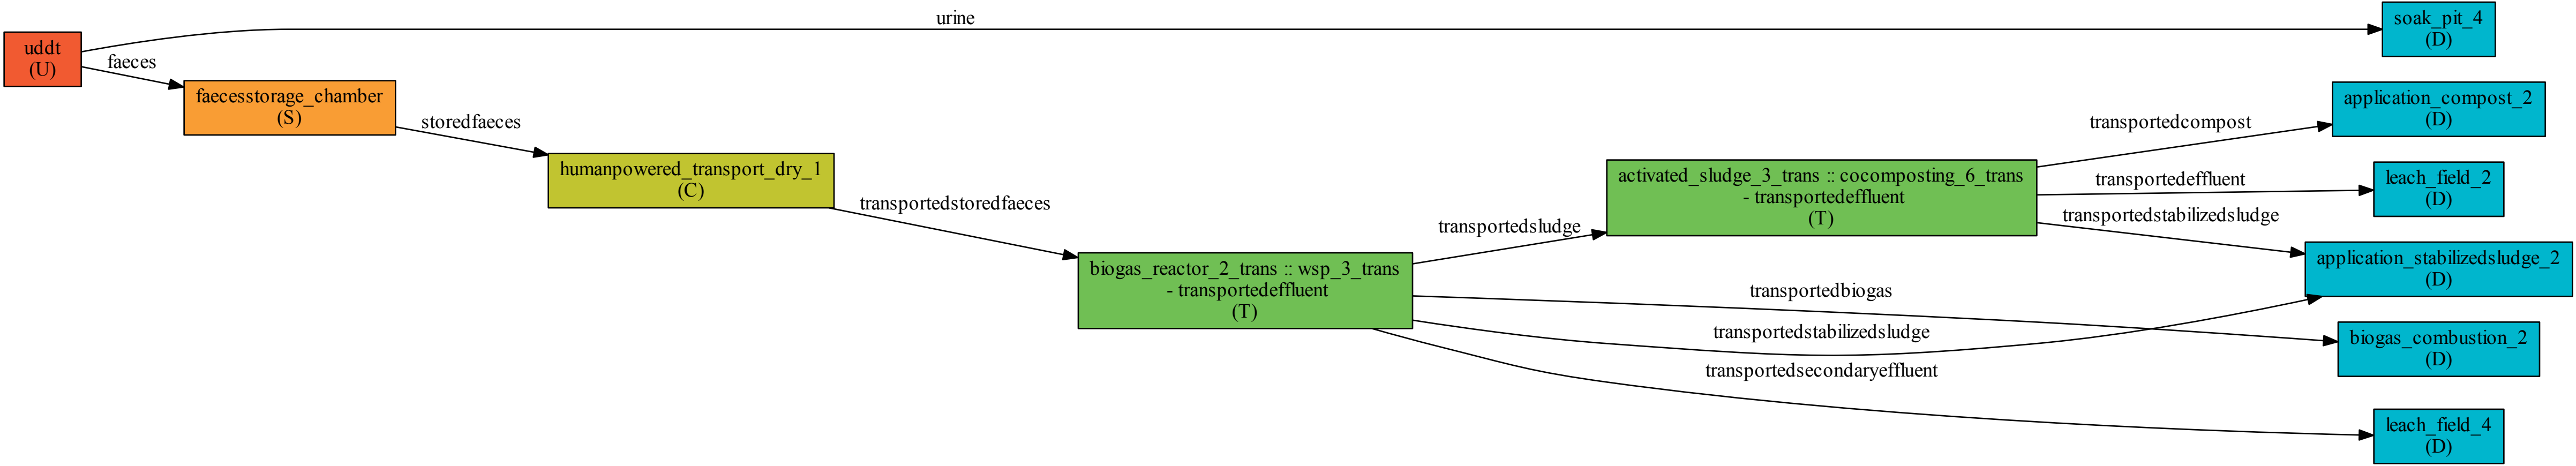 urine
soak_pit_4
(D)
uddt
(U)
faeces
faecesstorage_chamber
(S)
storedfaeces
humanpowered_transport_dry_1
(C)
transportedstoredfaeces
biogas_reactor_2_trans :: wsp_3_trans
- transportedeffluent
(T)
transportedsludge
activated_sludge_3_trans :: cocomposting_6_trans
- transportedeffluent
(T)
transportedcompost
application_compost_2
(D)
transportedeffluent
leach_field_2
(D)
transportedstabilizedsludge
application_stabilizedsludge_2
(D)
transportedbiogas
biogas_combustion_2
(D)
transportedstabilizedsludge
transportedsecondaryeffluent
leach_field_4
(D)